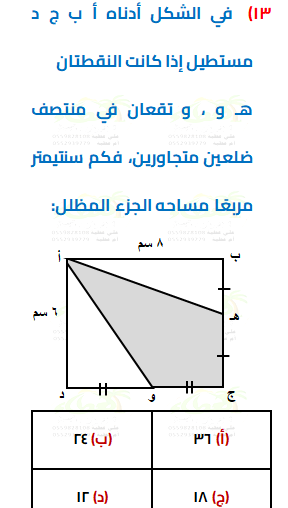 ١٣) في الشكل أدناه أ ب ج د
مستطيل إذا كانت النقطتان
هـ و ، و تقعان في منتصف
ضلعين متجاورين، فكم سنتيمتر
مربعًا مساحه الجزء المظلل:
٨ سم
أ
ب
٦ سم
هـ
د
و
ج
(أ) ٣٦
(ب) ٢٤
(ج) ١٨
(د) ١٢